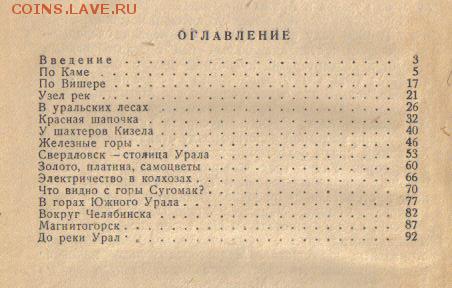 COINS.LAVE.RU
ОГЛАВЛЕНИЕ
Введение . . . . . . . . . . . . . . . . . 3
По Каме . . . . . . . . . . . . . . . . . 5
По Вишере . . . . . . . . . . . . . . . . 17
Узел рек . . . . . . . . . . . . . . . . . 21
В уральских лесах . . . . . . . . . . . . . 26
Красная шапочка . . . . . . . . . . . . . . 32
У шахтеров Кизела . . . . . . . . . . . . . 40
Железные горы . . . . . . . . . . . . . . . 46
Свердловск — столица Урала . . . . . . . . . 53
Золото, платина, самоцветы . . . . . . . . . 60
Электричество в колхозах . . . . . . . . . . 66
Что видно с горы Сугомак? . . . . . . . . . 70
В горах Южного Урала . . . . . . . . . . . . 77
Вокруг Челябинска . . . . . . . . . . . . . 82
Магнитогорск . . . . . . . . . . . . . . . 87
До реки Урал . . . . . . . . . . . . . . . 92